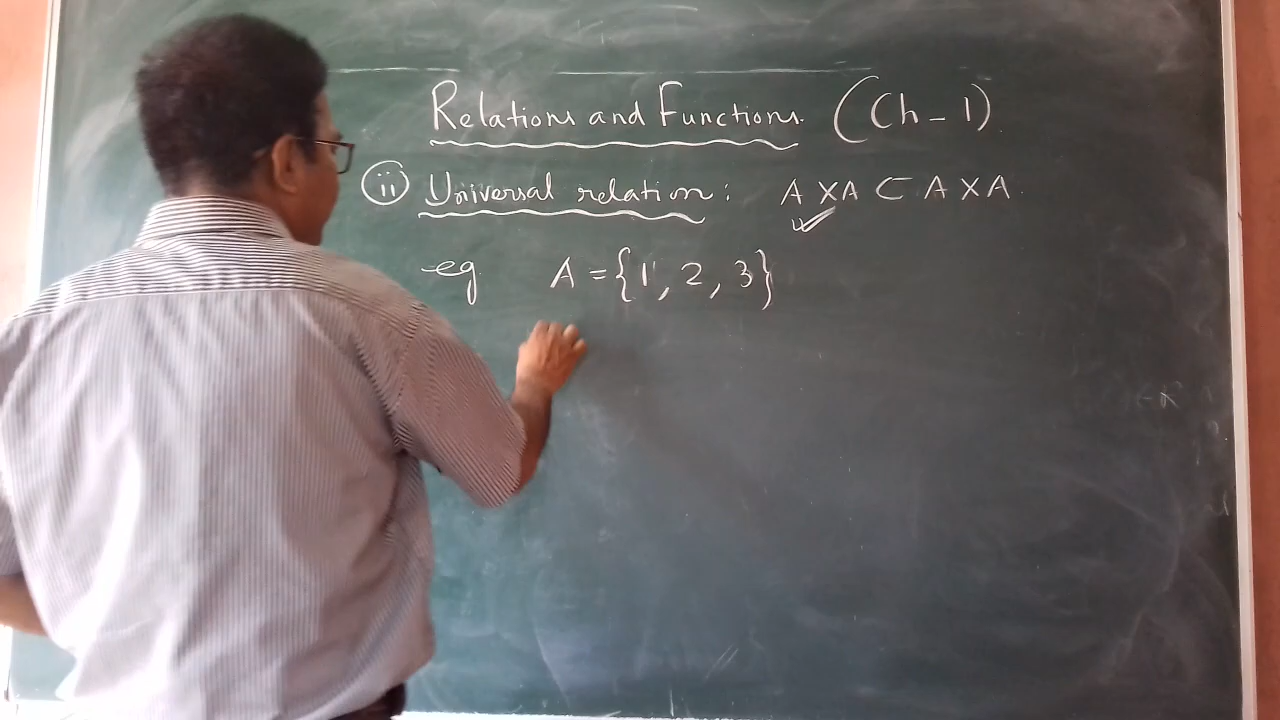 Relations and Functions. (Ch - 1)
ii Universal relation : A X A ⊂ A X A
eg A = {1, 2, 3}